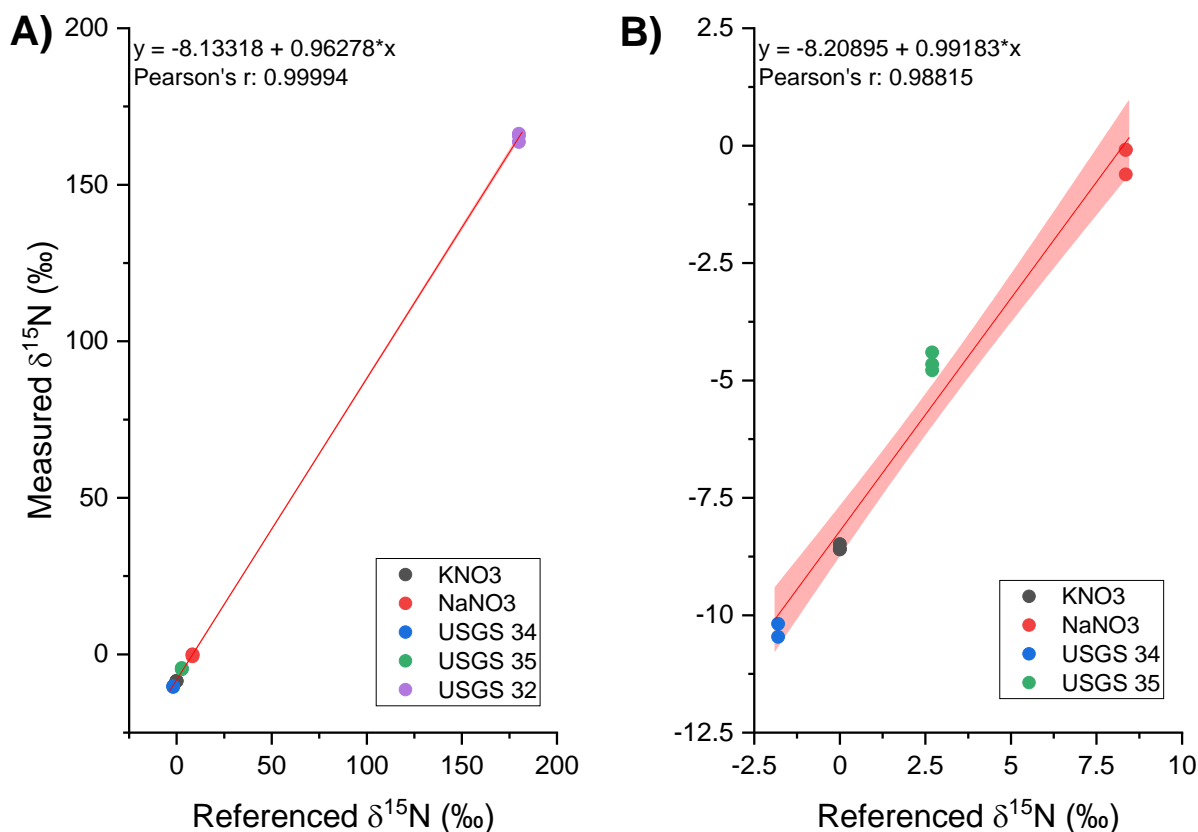 A)
y = -8.13318 + 0.96278*x
Pearson's r: 0.99994
200
150
100
50
0
0
50
100
150
200
Measured δ¹⁵N (‰)
Referenced δ¹⁵N (‰)
KNO3
NaNO3
USGS 34
USGS 35
USGS 32
B)
y = -8.20895 + 0.99183*x
Pearson's r: 0.98815
2.5
0
-2.5
-5
-7.5
-10
-12.5
-2.5
0
2.5
5
7.5
10
Referenced δ¹⁵N (‰)
KNO3
NaNO3
USGS 34
USGS 35